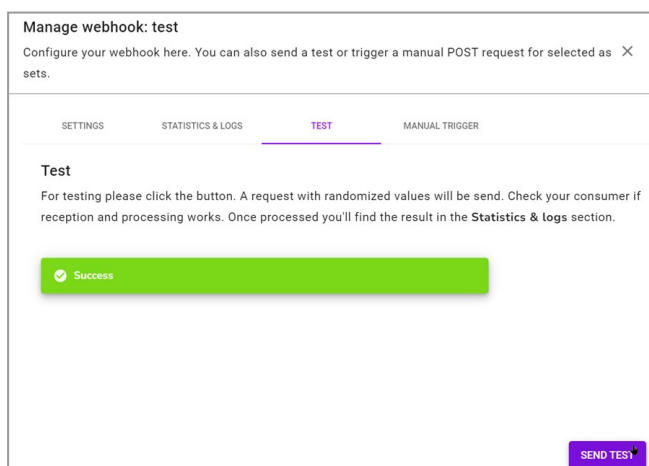 Manage webhook: test
Configure your webhook here. You can also send a test or trigger a manual POST request for selected as
sets.
SETTINGS STATISTICS & LOGS TEST MANUAL TRIGGER
Test
For testing please click the button. A request with randomized values will be send. Check your consumer if
reception and processing works. Once processed you'll find the result in the Statistics & logs section.
Success
SEND TEST